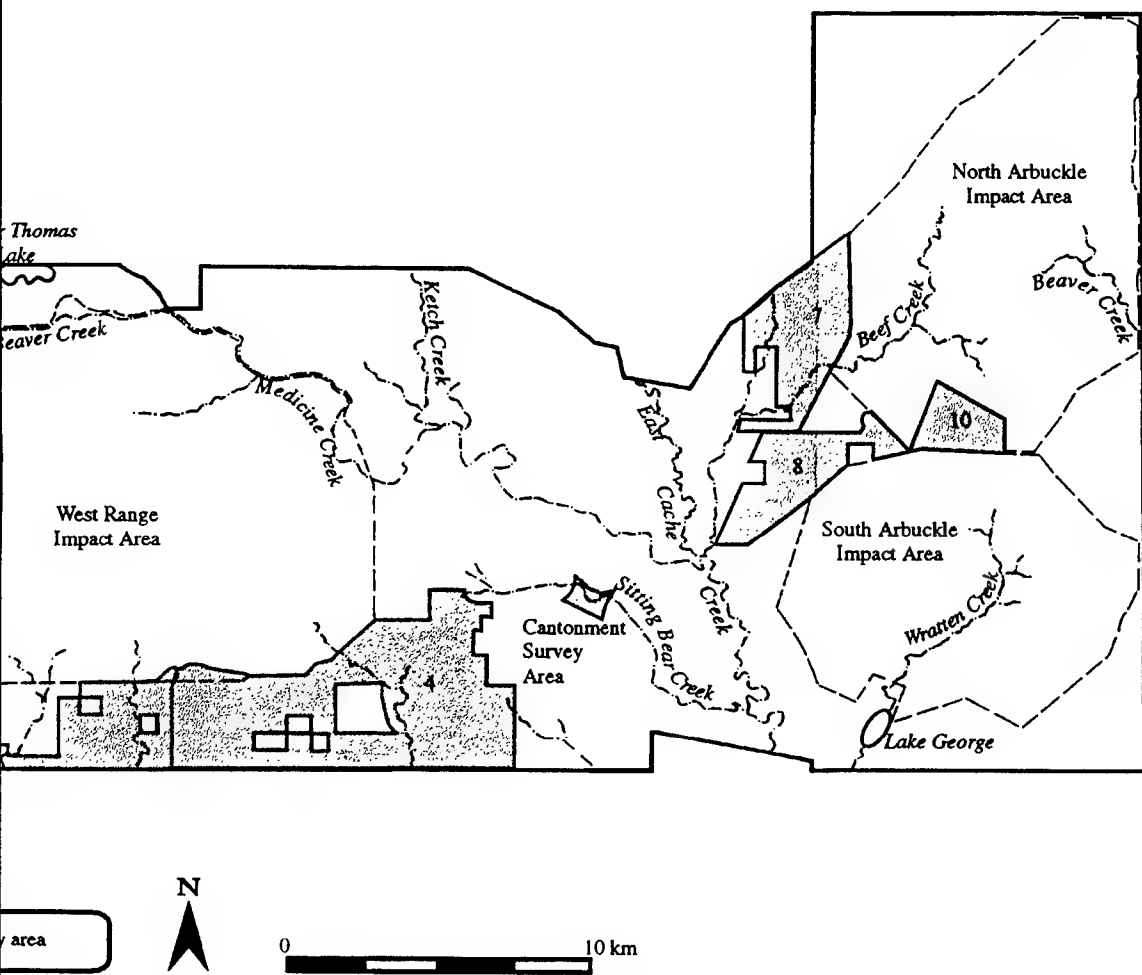 North Arbuckle
Impact Area
Thomas
Lake
Beaver Creek
Beaver Creek
Ketch Creek
Medicine Creek
Beef Creek
7
10
8
S East Cache Creek
West Range
Impact Area
South Arbuckle
Impact Area
Wratten Creek
Sitting Bear Creek
Cantonment
Survey
Area
4
Lake George
N
y area
0 10 km